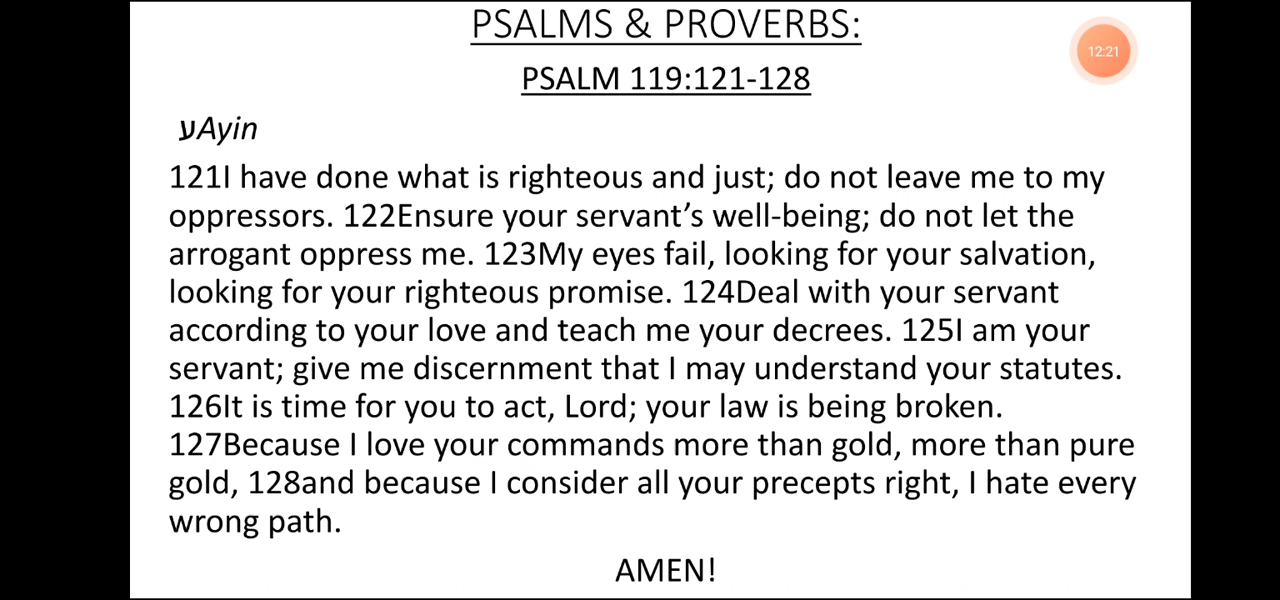 PSALMS & PROVERBS:
12:21
PSALM 119:121-128
עAyin
121I have done what is righteous and just; do not leave me to my
oppressors. 122Ensure your servant’s well-being; do not let the
arrogant oppress me. 123My eyes fail, looking for your salvation,
looking for your righteous promise. 124Deal with your servant
according to your love and teach me your decrees. 125I am your
servant; give me discernment that I may understand your statutes.
126It is time for you to act, Lord; your law is being broken.
127Because I love your commands more than gold, more than pure
gold, 128and because I consider all your precepts right, I hate every
wrong path.
AMEN!